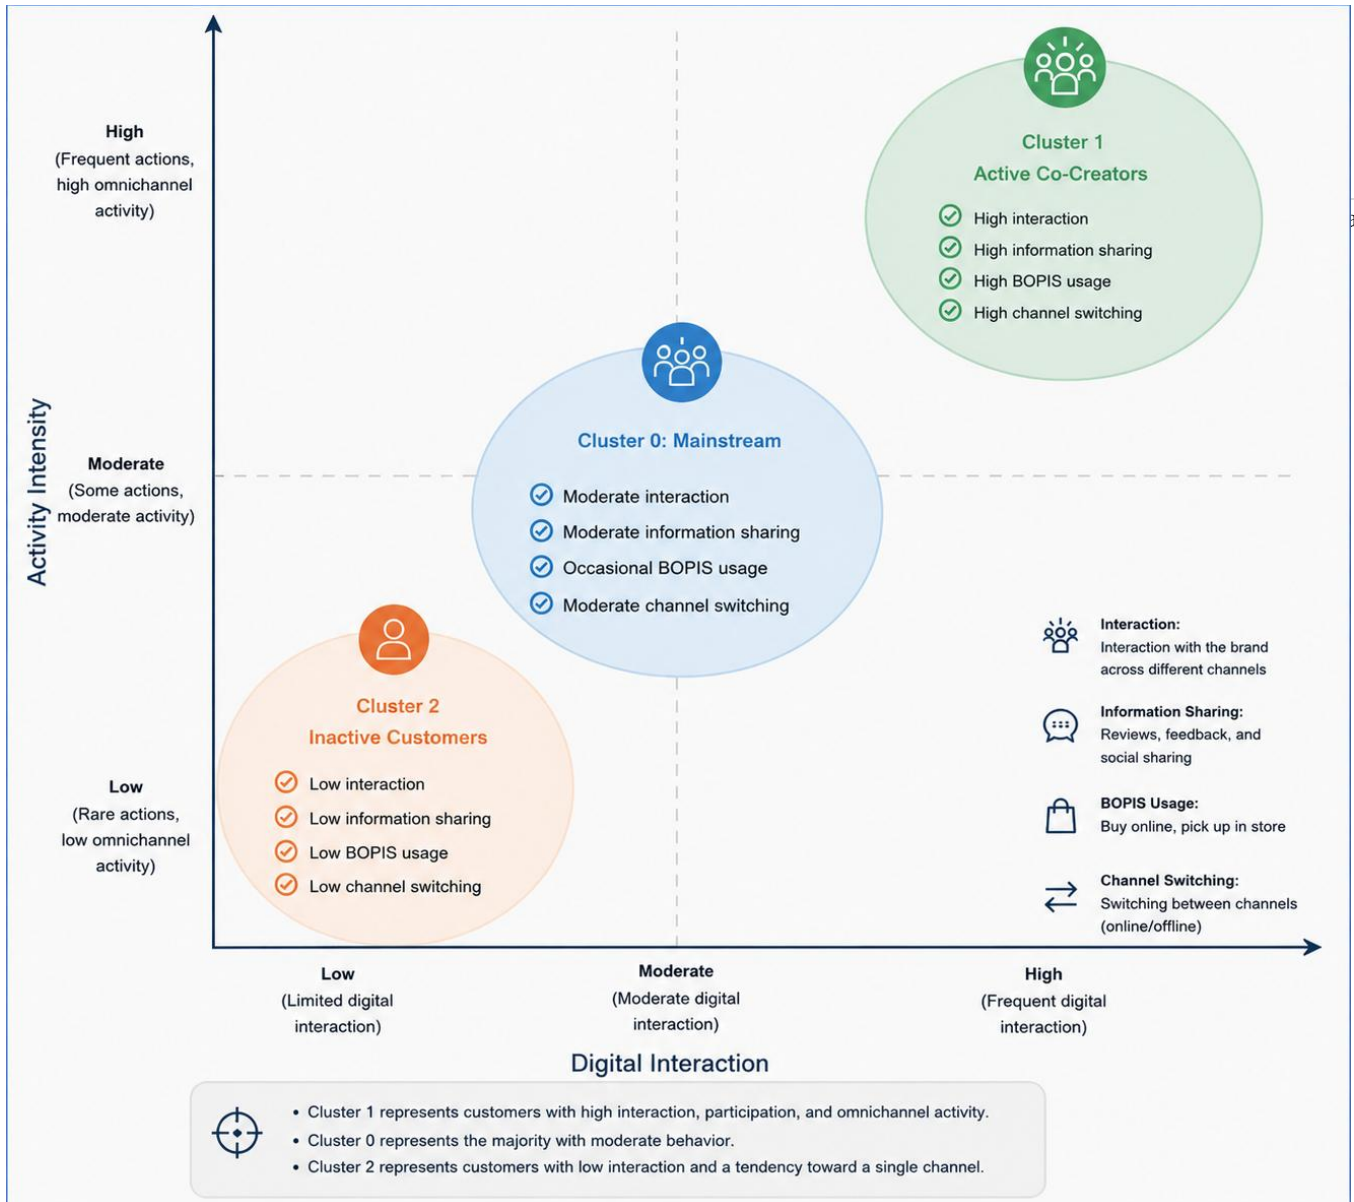 High
(Frequent actions,
high omnichannel
activity)
Cluster 1
Active Co-Creators
High interaction
High information sharing
High BOPIS usage
High channel switching
Activity Intensity
Moderate
(Some actions,
moderate activity)
Cluster 0: Mainstream
Moderate interaction
Moderate information sharing
Occasional BOPIS usage
Moderate channel switching
Low
(Rare actions,
low omnichannel
activity)
Cluster 2
Inactive Customers
Low interaction
Low information sharing
Low BOPIS usage
Low channel switching
Interaction:
Interaction with the brand
across different channels
Information Sharing:
Reviews, feedback, and
social sharing
BOPIS Usage:
Buy online, pick up in store
Channel Switching:
Switching between channels
(online/offline)
Low
(Limited digital
interaction)
Moderate
(Moderate digital
interaction)
High
(Frequent digital
interaction)
Digital Interaction
• Cluster 1 represents customers with high interaction, participation, and omnichannel activity.
• Cluster 0 represents the majority with moderate behavior.
• Cluster 2 represents customers with low interaction and a tendency toward a single channel.